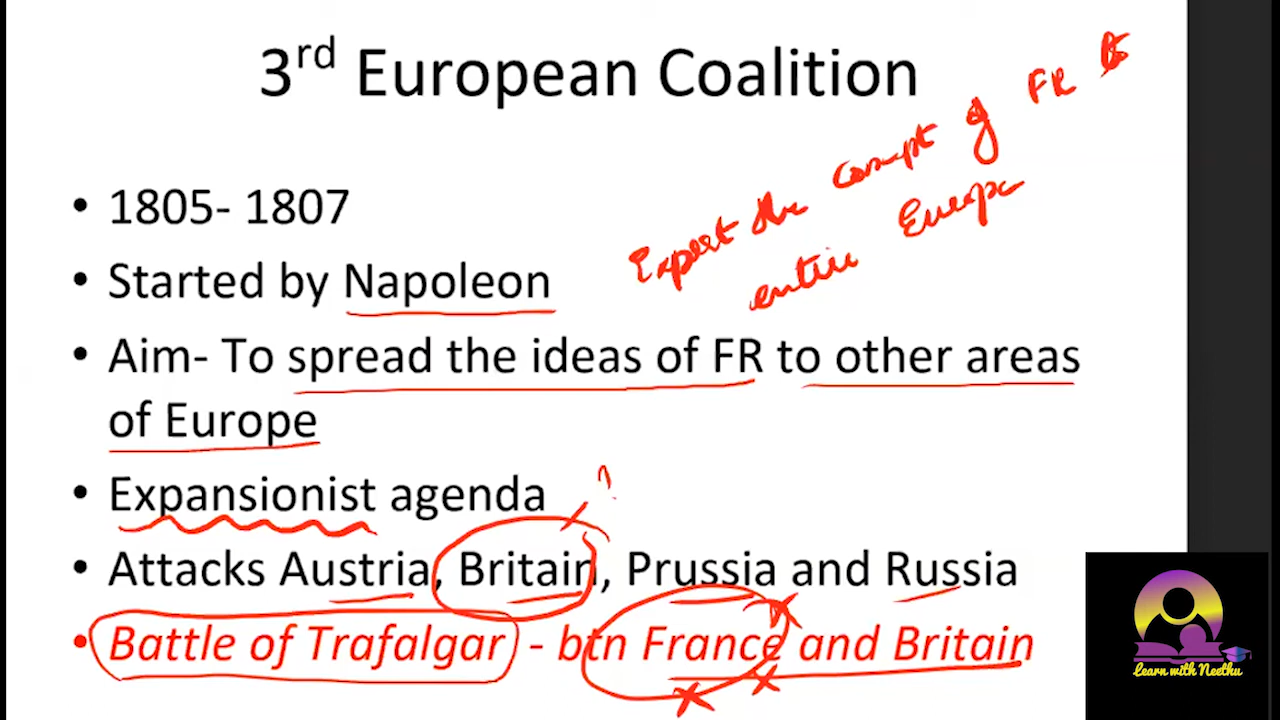 3rd European Coalition
Export the concept of FR to
entire Europe
• 1805- 1807
• Started by Napoleon
• Aim- To spread the ideas of FR to other areas
of Europe
• Expansionist agenda
• Attacks Austria, Britain, Prussia and Russia
• Battle of Trafalgar - btn France and Britain
Learn with Neethu